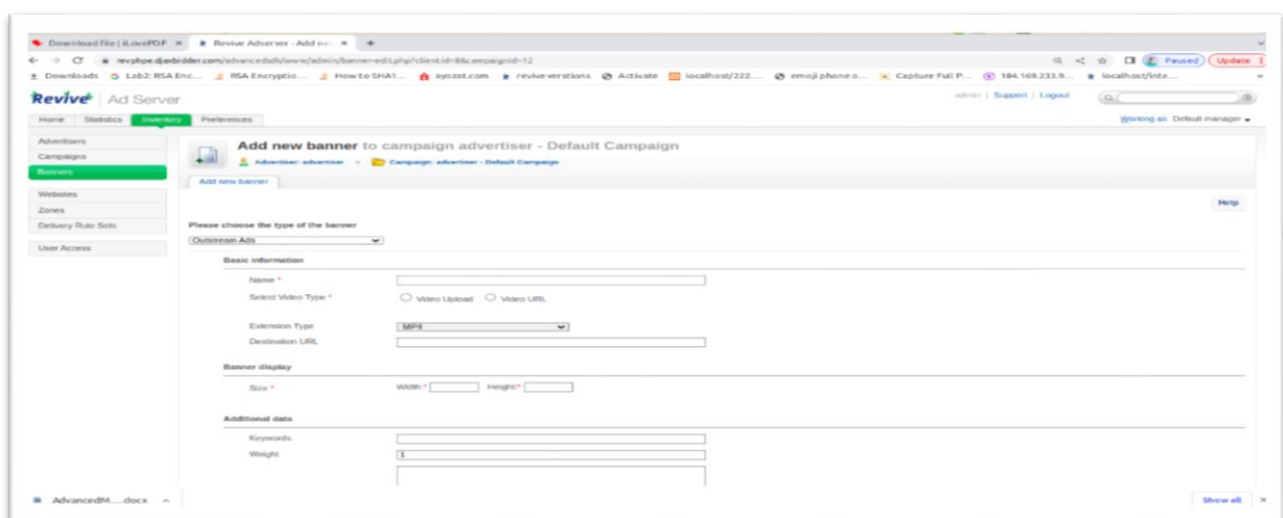 Download file | iLovePDF × Revive Adserver - Add ne × +
revphpe.djaxbidder.com/advancedsdk/www/admin/banner-edit.php?clientid=8&campaignid=12 Paused Update
Downloads Lab2: RSA Enc... RSA Encryptio... How to SHA1... ayozat.com revive verstions Activate localhost/222... emoji phone o... Capture Full P... 184.169.233.9... localhost/inte... »
Revive Ad Server
admin | Support | Logout
Home Statistics Inventory Preferences
Working as Default manager
Advertisers
Campaigns
Banners
Websites
Zones
Delivery Rule Sets
User Access
Add new banner to campaign advertiser - Default Campaign
Advertiser: advertiser > Campaign: advertiser - Default Campaign
Add new banner
Help
Please choose the type of the banner
Outstream Ads
Basic information
Name *
Select Video Type * Video Upload Video URL
Extension Type MP4
Destination URL
Banner display
Size * Width * Height *
Additional data
Keywords
Weight 1
AdvancedM....docx
Show all ×